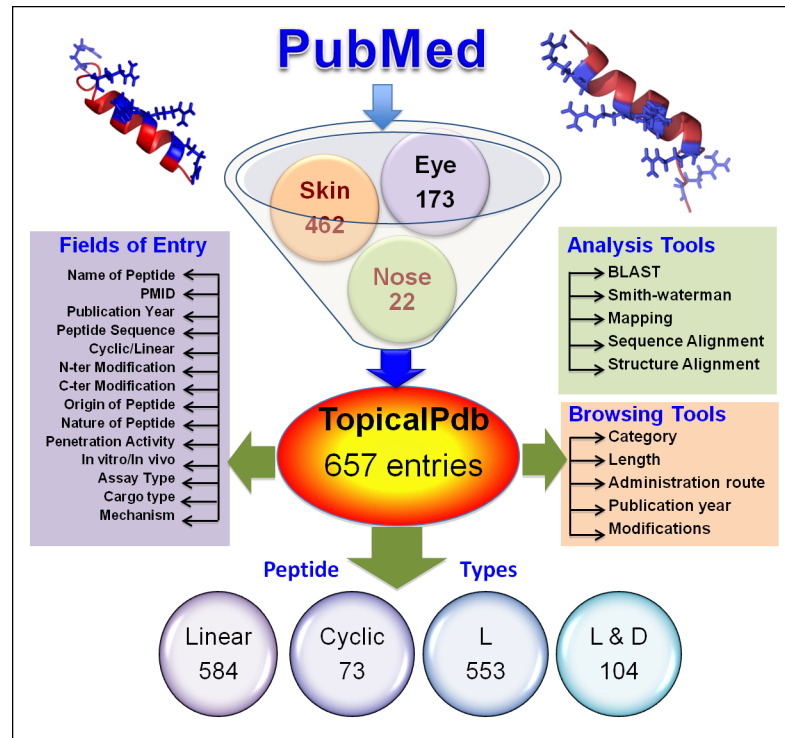 PubMed
Skin
462
Eye
173
Nose
22
Fields of Entry
Name of Peptide
PMID
Publication Year
Peptide Sequence
Cyclic/Linear
N-ter Modification
C-ter Modification
Origin of Peptide
Nature of Peptide
Penetration Activity
In vitro/In vivo
Assay Type
Cargo type
Mechanism
Analysis Tools
BLAST
Smith-waterman
Mapping
Sequence Alignment
Structure Alignment
TopicalPdb
657 entries
Browsing Tools
Category
Length
Administration route
Publication year
Modifications
Peptide Types
Linear
584
Cyclic
73
L
553
L & D
104